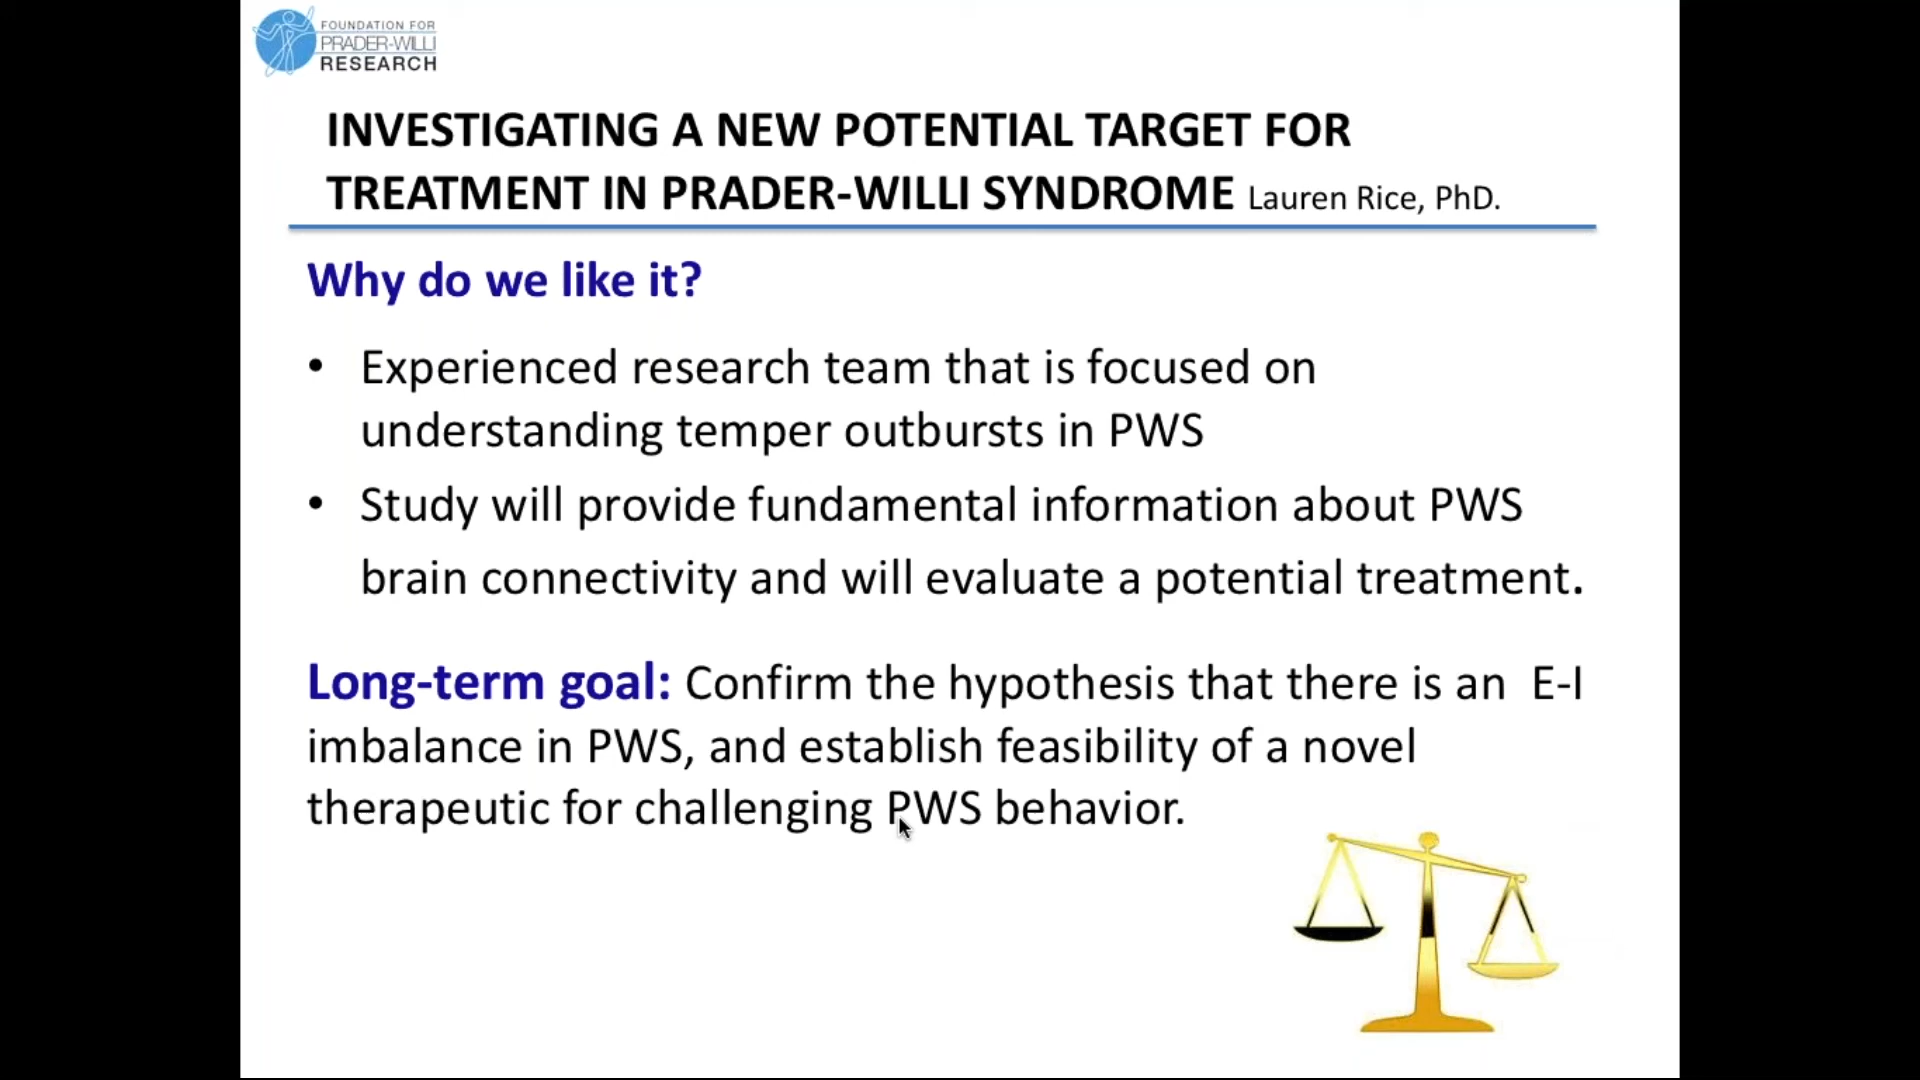 FOUNDATION FOR
PRADER-WILLI
RESEARCH
INVESTIGATING A NEW POTENTIAL TARGET FOR
TREATMENT IN PRADER-WILLI SYNDROME Lauren Rice, PhD.
Why do we like it?
• Experienced research team that is focused on
understanding temper outbursts in PWS
• Study will provide fundamental information about PWS
brain connectivity and will evaluate a potential treatment.
Long-term goal: Confirm the hypothesis that there is an E-I
imbalance in PWS, and establish feasibility of a novel
therapeutic for challenging PWS behavior.